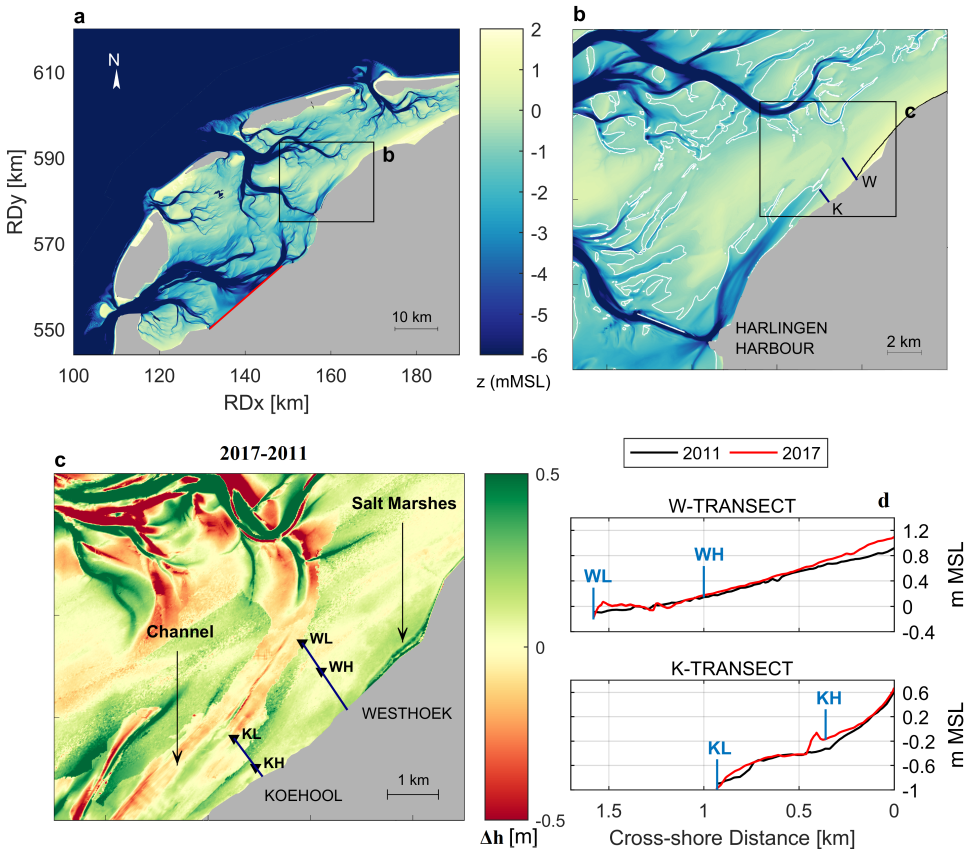 a
N
610
590
570
550
RDy [km]
b
10 km
100
120
140
160
180
RDx [km]
2
1
0
-1
-2
-3
-4
-5
-6
z (mMSL)
b
c
W
K
HARLINGEN
HARBOUR
2 km
c
2017-2011
Salt Marshes
Channel
WL
WH
WESTHOEK
KL
KH
KOEHOOL
1 km
0.5
0
-0.5
Δh [m]
2011
2017
W-TRANSECT
d
WL
WH
1.2
0.8
0.4
0
-0.4
m MSL
K-TRANSECT
KL
KH
0.6
0.2
-0.2
-0.6
-1
m MSL
1.5
1
0.5
0
Cross-shore Distance [km]